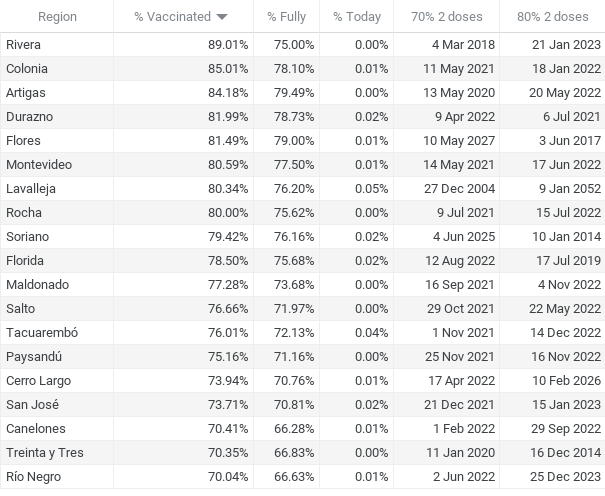 Region % Vaccinated % Fully % Today 70% 2 doses 80% 2 doses
Rivera 89.01% 75.00% 0.00% 4 Mar 2018 21 Jan 2023
Colonia 85.01% 78.10% 0.01% 11 May 2021 18 Jan 2022
Artigas 84.18% 79.49% 0.00% 13 May 2020 20 May 2022
Durazno 81.99% 78.73% 0.02% 9 Apr 2022 6 Jul 2021
Flores 81.49% 79.00% 0.01% 10 May 2027 3 Jun 2017
Montevideo 80.59% 77.50% 0.01% 14 May 2021 17 Jun 2022
Lavalleja 80.34% 76.20% 0.05% 27 Dec 2004 9 Jan 2052
Rocha 80.00% 75.62% 0.00% 9 Jul 2021 15 Jul 2022
Soriano 79.42% 76.16% 0.02% 4 Jun 2025 10 Jan 2014
Florida 78.50% 75.68% 0.02% 12 Aug 2022 17 Jul 2019
Maldonado 77.28% 73.68% 0.00% 16 Sep 2021 4 Nov 2022
Salto 76.66% 71.97% 0.00% 29 Oct 2021 22 May 2022
Tacuarembó 76.01% 72.13% 0.04% 1 Nov 2021 14 Dec 2022
Paysandú 75.16% 71.16% 0.00% 25 Nov 2021 16 Nov 2022
Cerro Largo 73.94% 70.76% 0.01% 17 Apr 2022 10 Feb 2026
San José 73.71% 70.81% 0.02% 21 Dec 2021 15 Jan 2023
Canelones 70.41% 66.28% 0.01% 1 Feb 2022 29 Sep 2022
Treinta y Tres 70.35% 66.83% 0.00% 11 Jan 2020 16 Dec 2014
Río Negro 70.04% 66.63% 0.01% 2 Jun 2022 25 Dec 2023